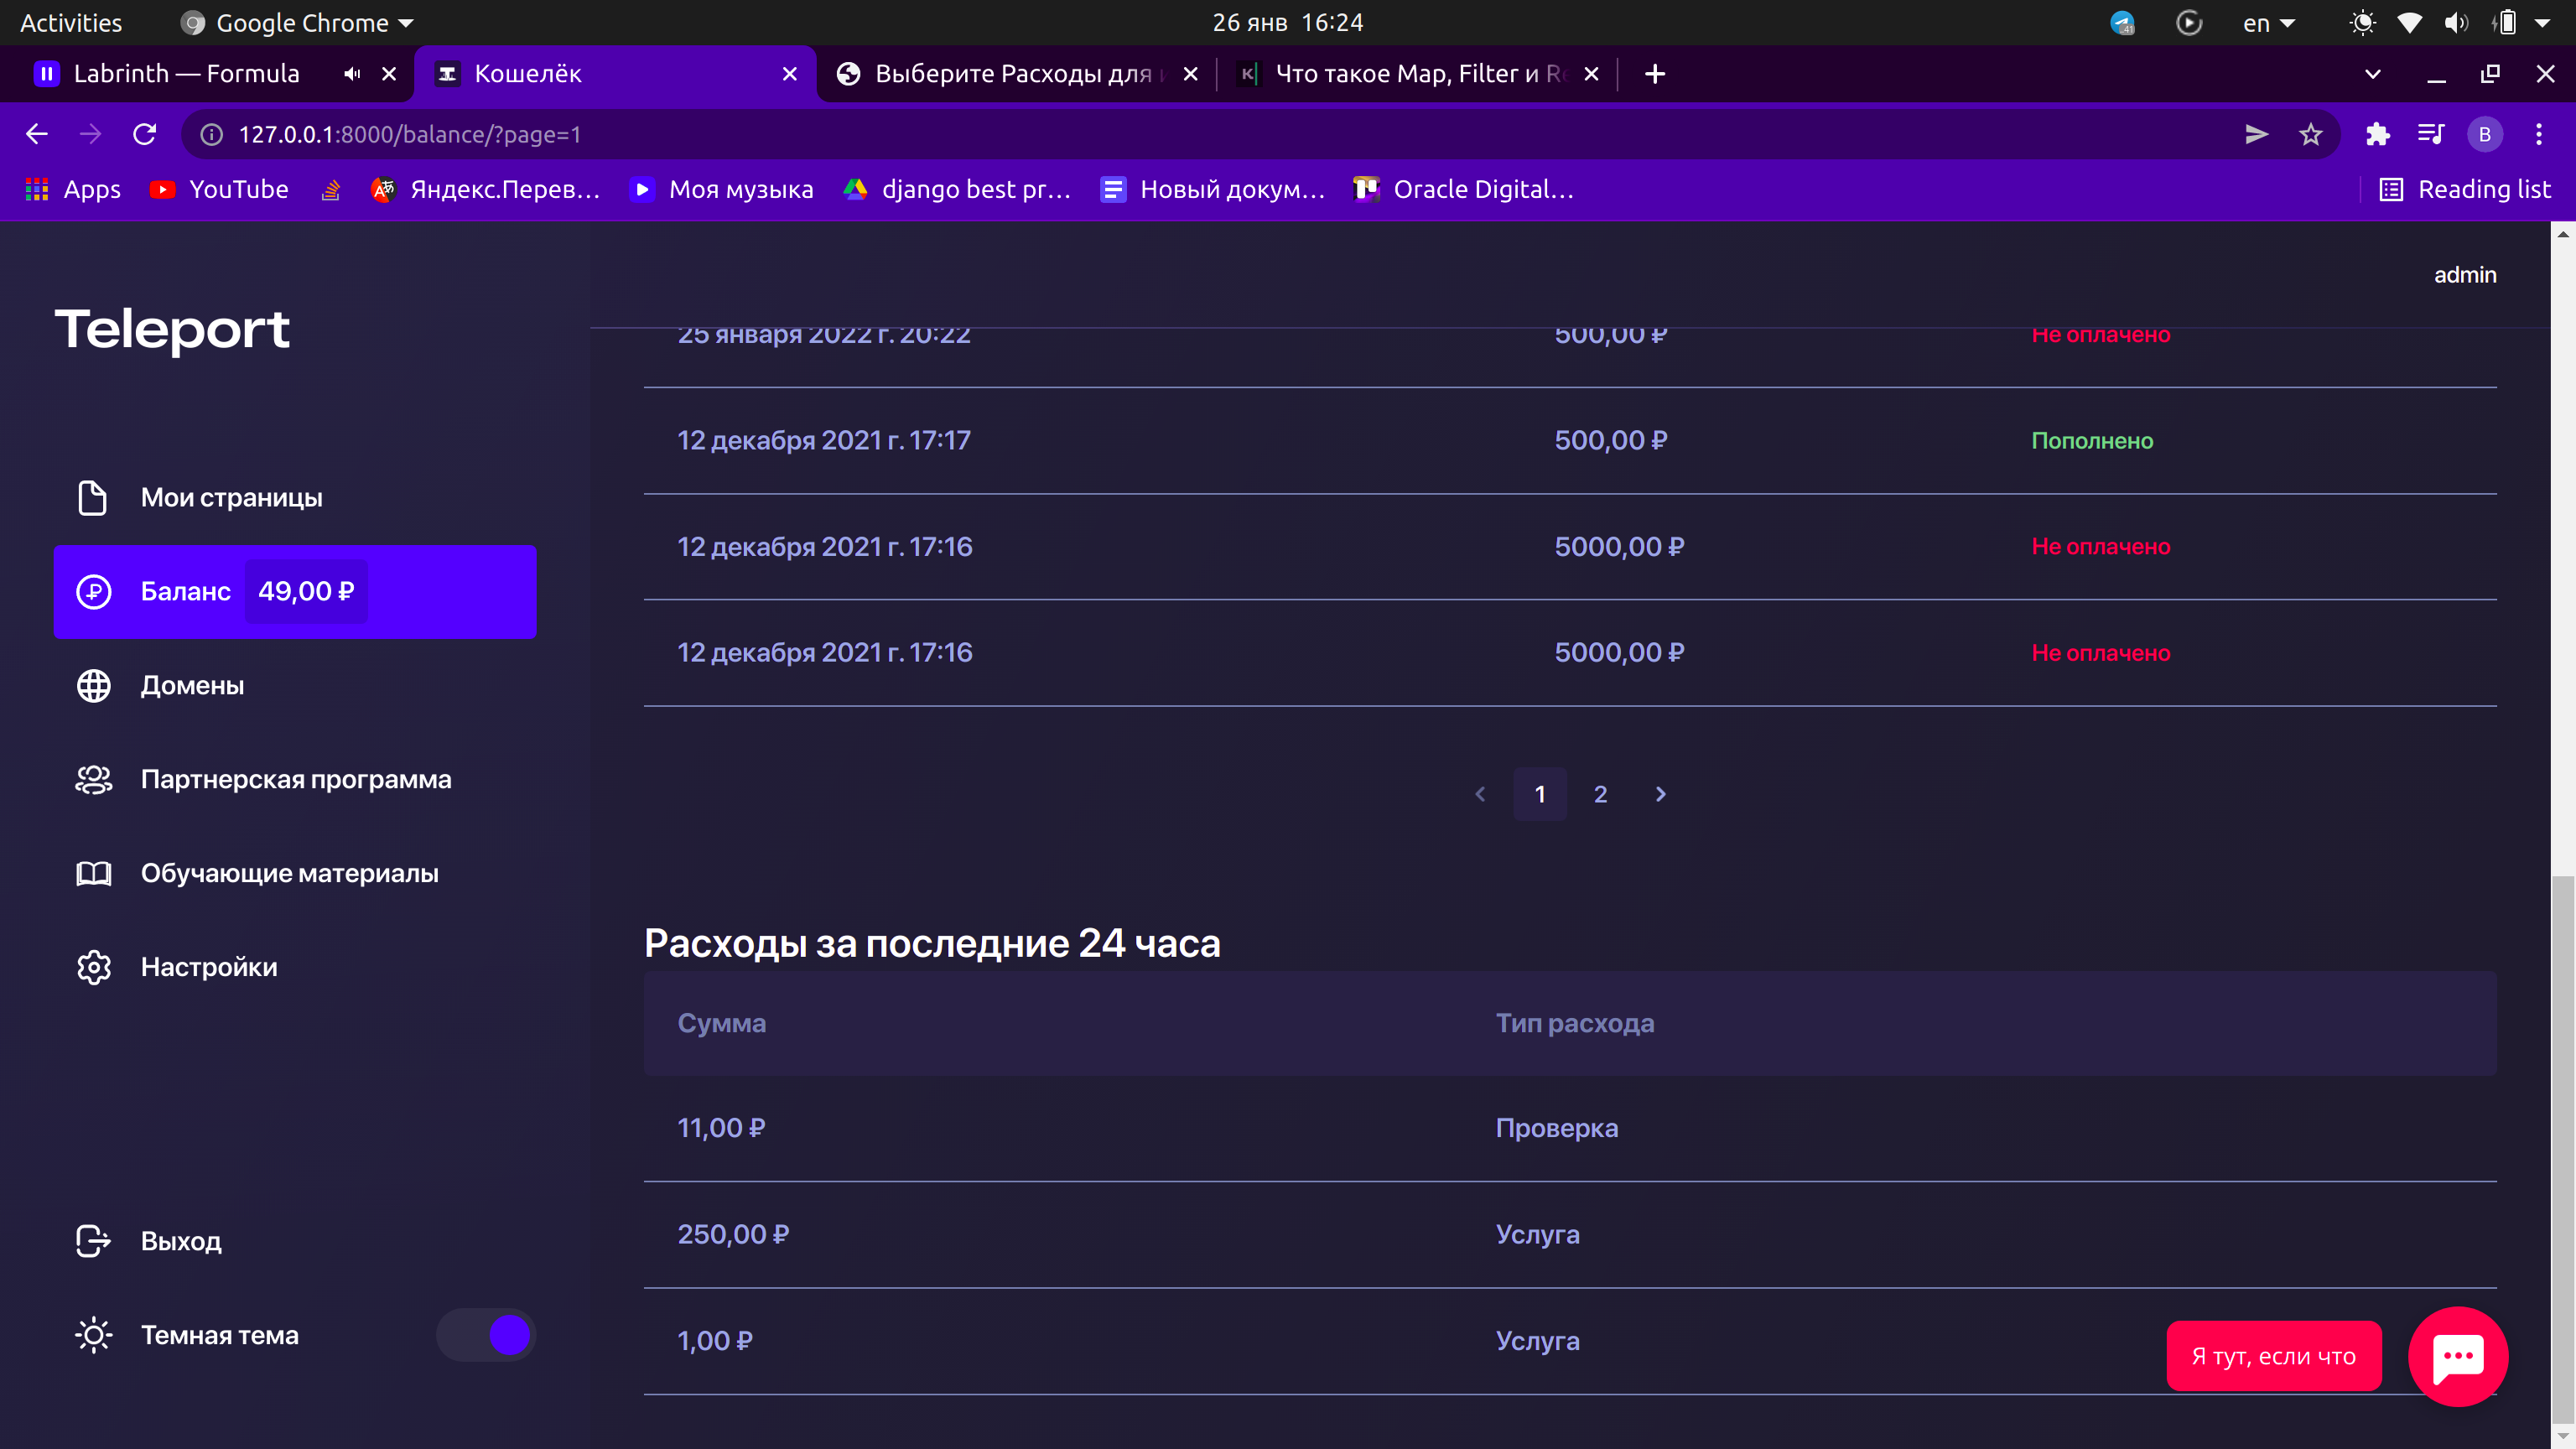 Activities
Google Chrome
26 янв 16:24
41
en
Labrinth — Formula
Кошелёк
Выберите Расходы для
Что такое Map, Filter и Re
127.0.0.1:8000/balance/?page=1
B
Apps
YouTube
Яндекс.Перев...
Моя музыка
django best pr...
Новый докум...
Oracle Digital...
Reading list
Teleport
admin
Мои страницы
Баланс 49,00 ₽
Домены
Партнерская программа
Обучающие материалы
Настройки
Выход
Темная тема
25 января 2022 г. 20:22 500,00 ₽ Не оплачено
12 декабря 2021 г. 17:17 500,00 ₽ Пополнено
12 декабря 2021 г. 17:16 5000,00 ₽ Не оплачено
12 декабря 2021 г. 17:16 5000,00 ₽ Не оплачено
1 2
Расходы за последние 24 часа
Сумма Тип расхода
11,00 ₽ Проверка
250,00 ₽ Услуга
1,00 ₽ Услуга
Я тут, если что